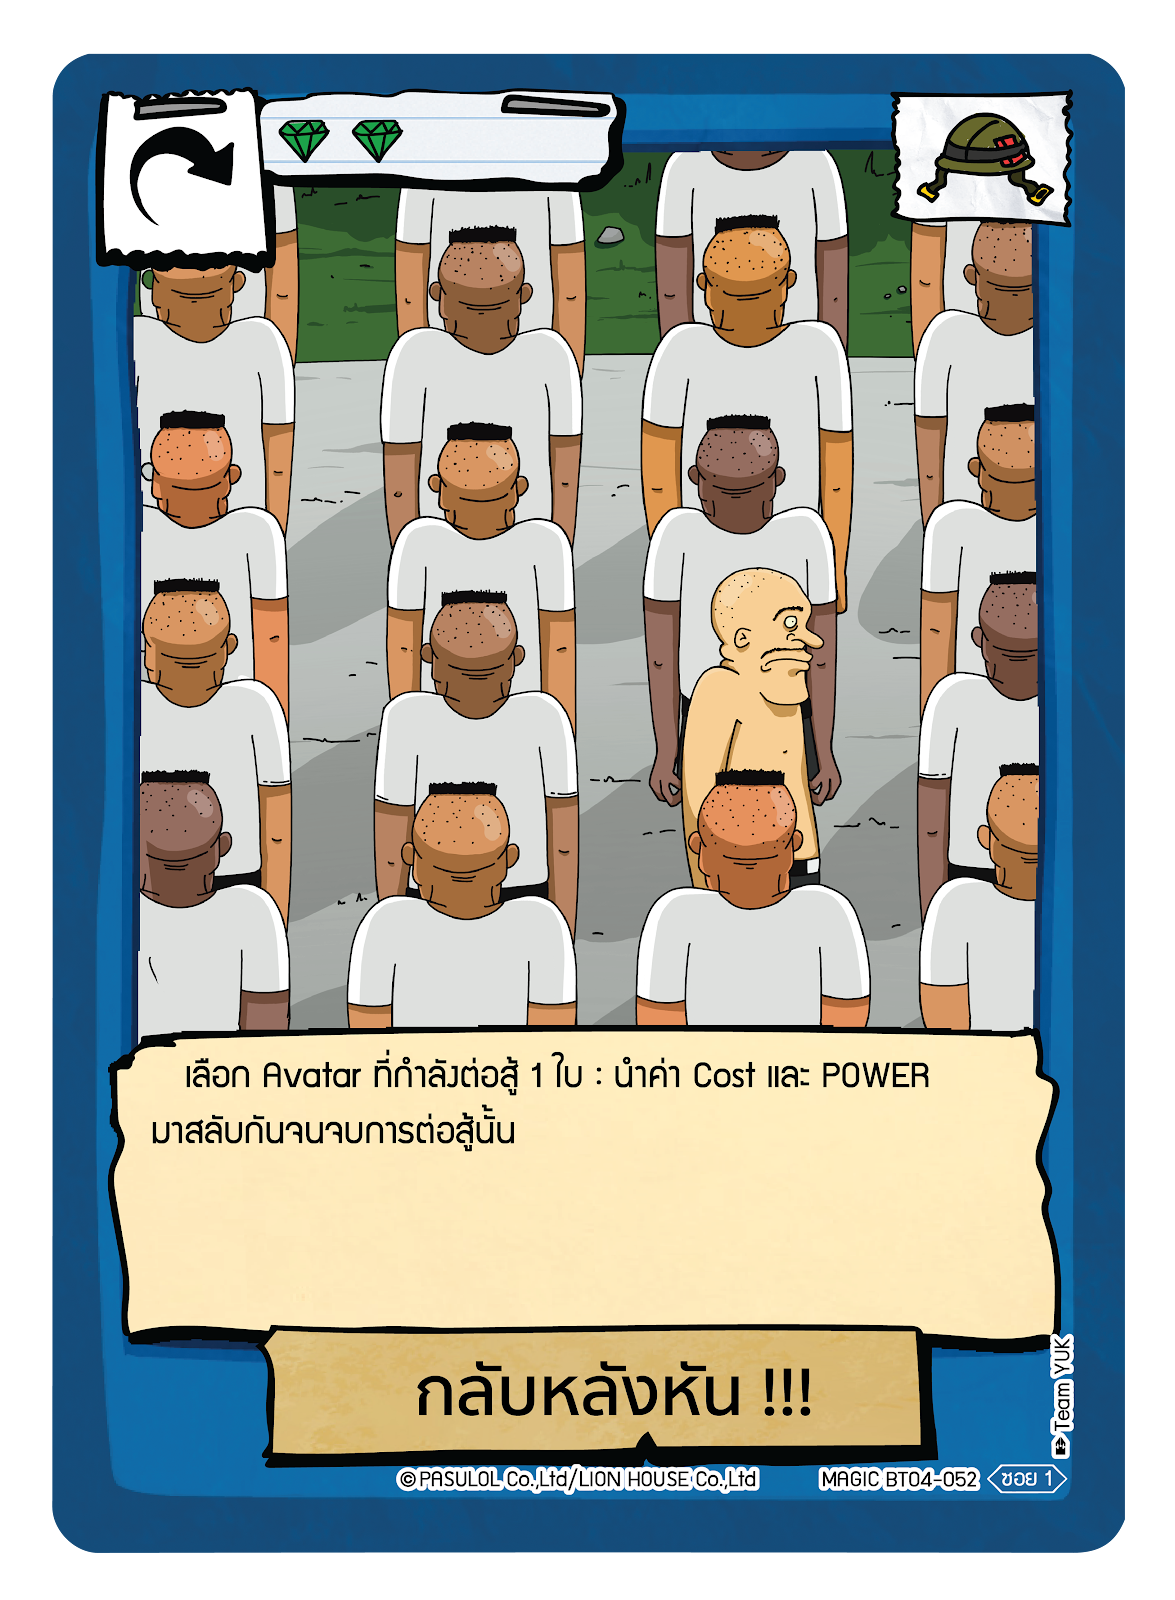 เลือก Avatar ที่กำลังต่อสู้ 1 ใบ : นำค่า Cost และ POWER
มาสลับกันจนจบการต่อสู้นั้น
กลับหลังหัน !!!
Team YUK
©PASULOL Co.,Ltd/LION HOUSE Co.,Ltd
MAGIC BT04-052
ซอย 1